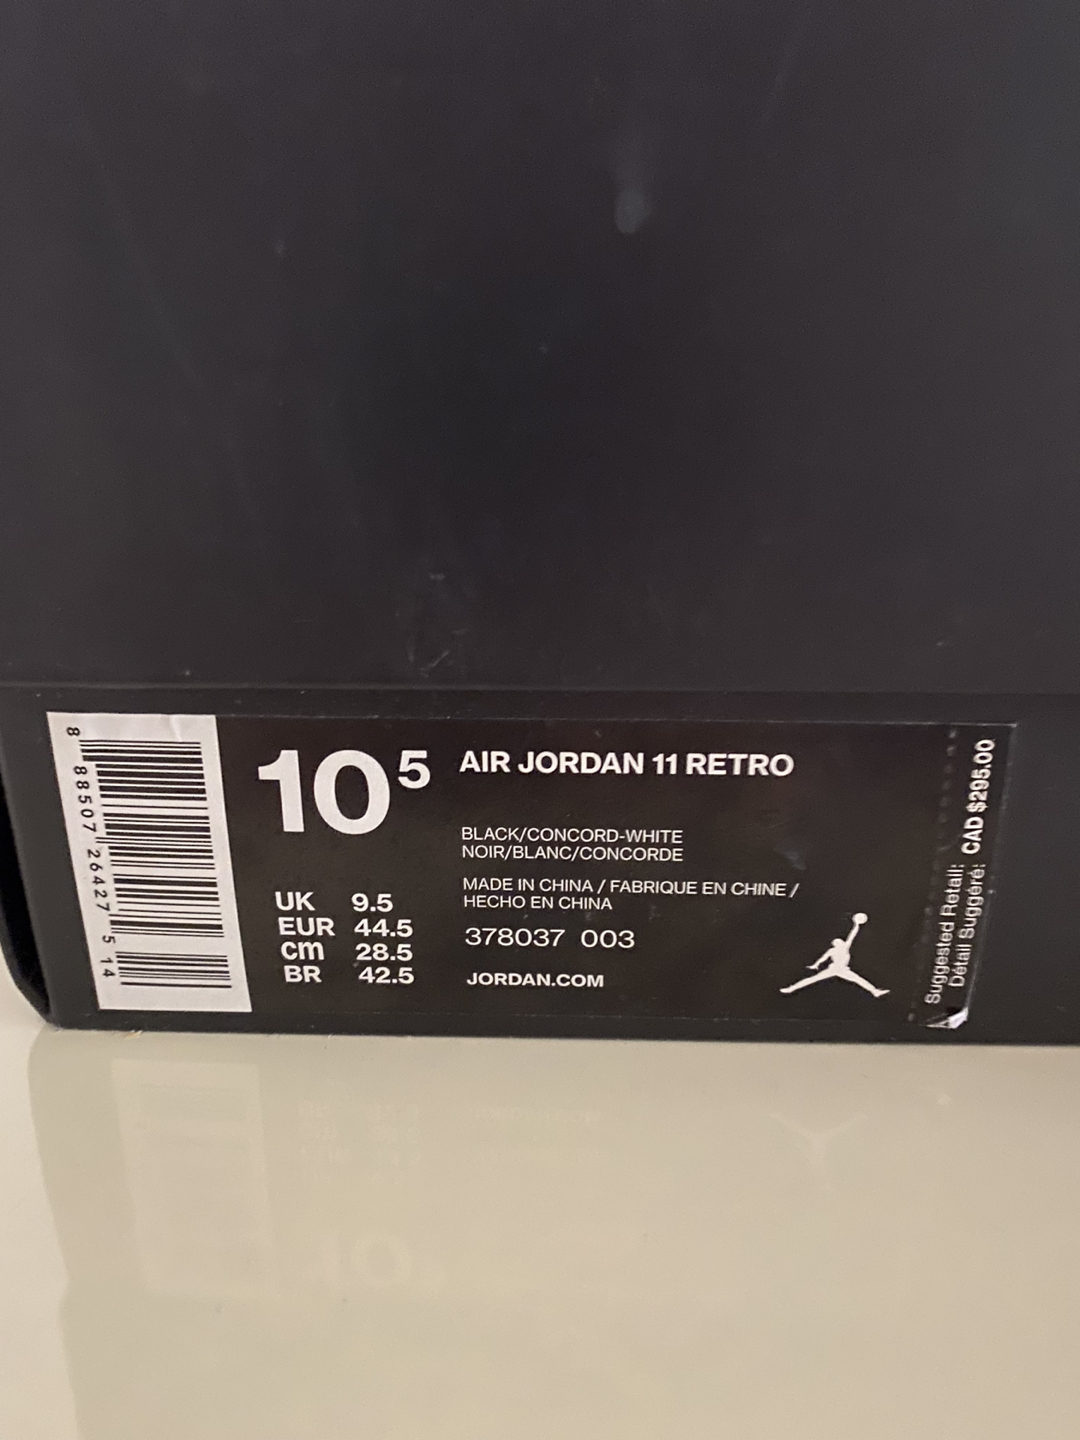 8 88507 26427 5 14
10⁵
AIR JORDAN 11 RETRO
BLACK/CONCORD-WHITE
NOIR/BLANC/CONCORDE
MADE IN CHINA / FABRIQUE EN CHINE /
HECHO EN CHINA
378037 003
JORDAN.COM
UK 9.5
EUR 44.5
cm 28.5
BR 42.5
Suggested Retail:
Détail Suggéré: CAD $295.00